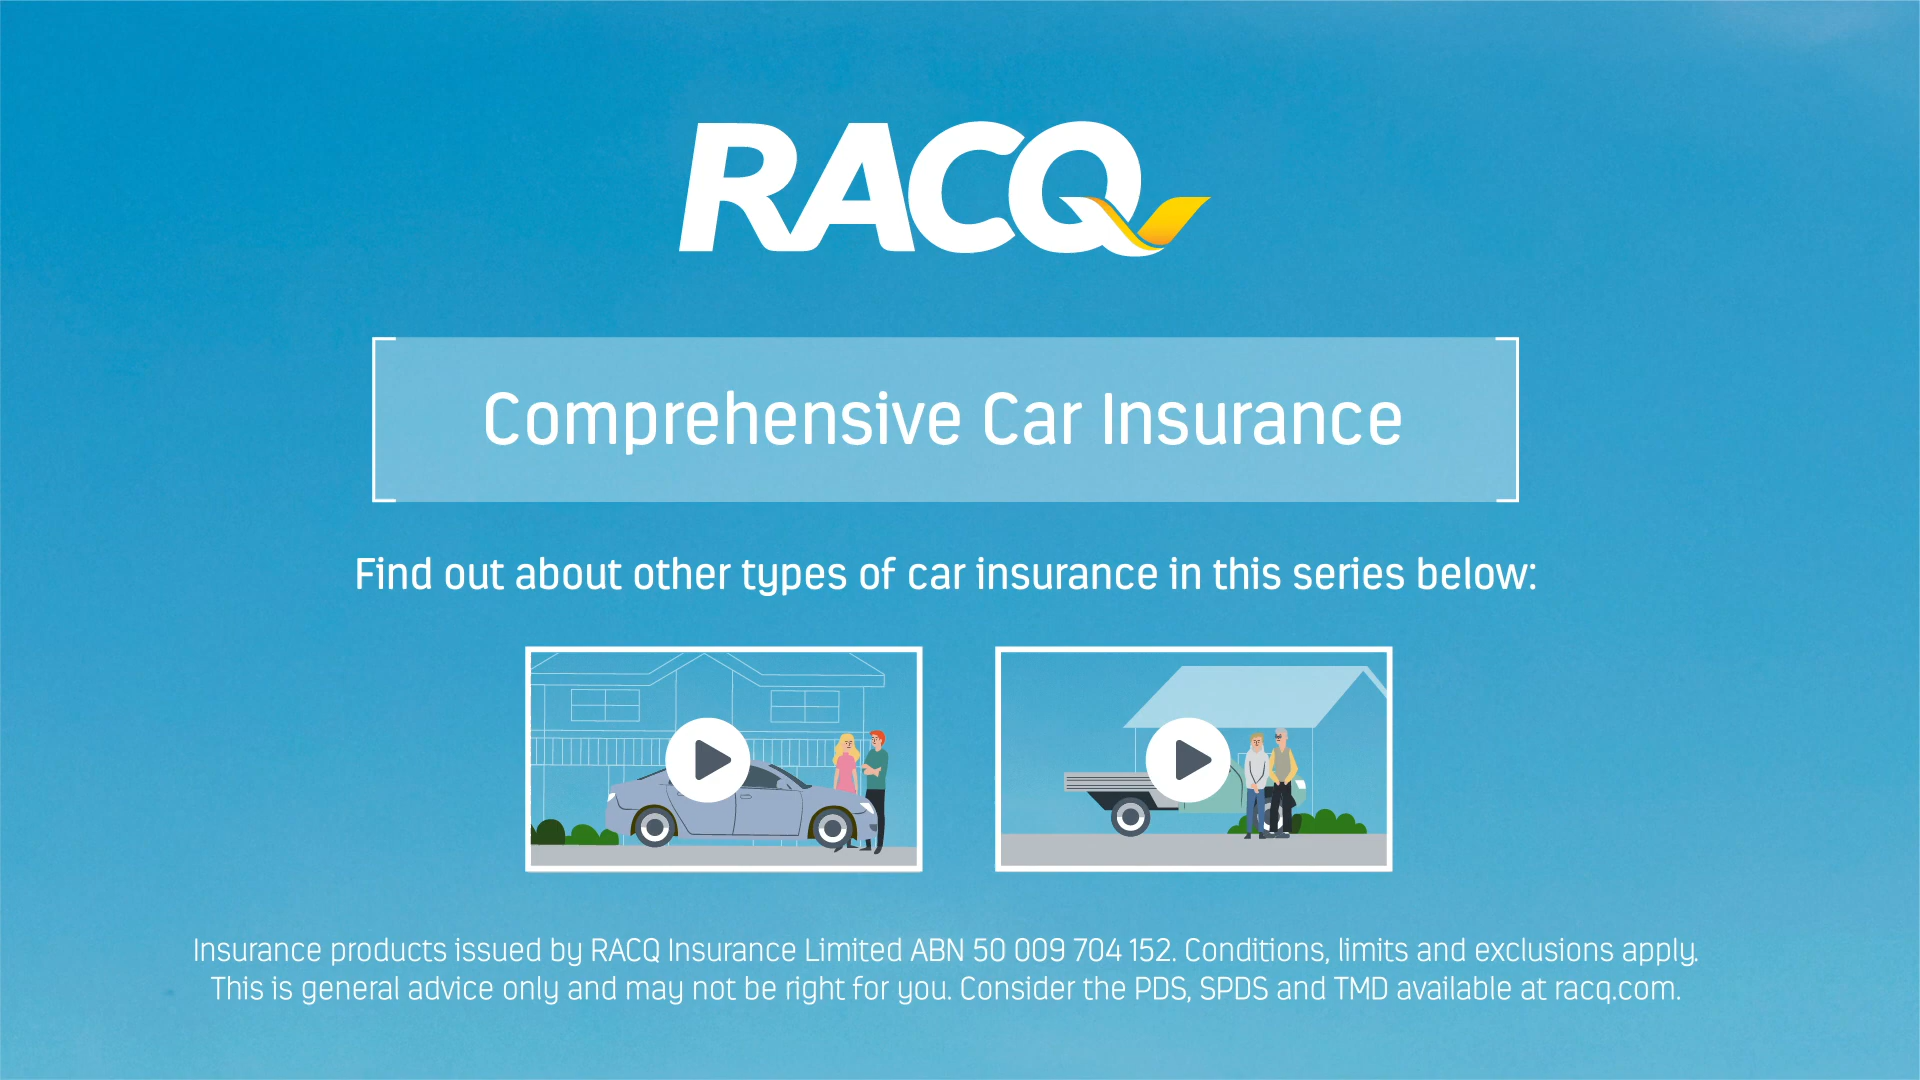 RACQ
Comprehensive Car Insurance
Find out about other types of car insurance in this series below:
Insurance products issued by RACQ Insurance Limited ABN 50 009 704 152. Conditions, limits and exclusions apply.
This is general advice only and may not be right for you. Consider the PDS, SPDS and TMD available at racq.com.